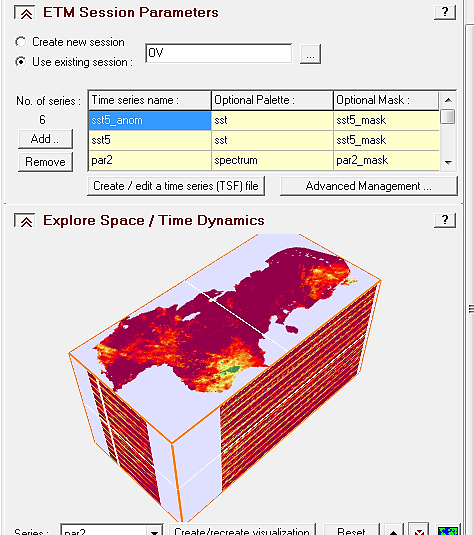 ETM Session Parameters
?
Create new session
Use existing session :
OV
...
No. of series :
6
Add ..
Remove
Time series name :
Optional Palette :
Optional Mask :
sst5_anom
sst
sst5_mask
sst5
sst
sst5_mask
par2
spectrum
par2_mask
Create / edit a time series (TSF) file
Advanced Management ...
Explore Space / Time Dynamics
?
Series :
par2
Create/recreate visualization
Reset